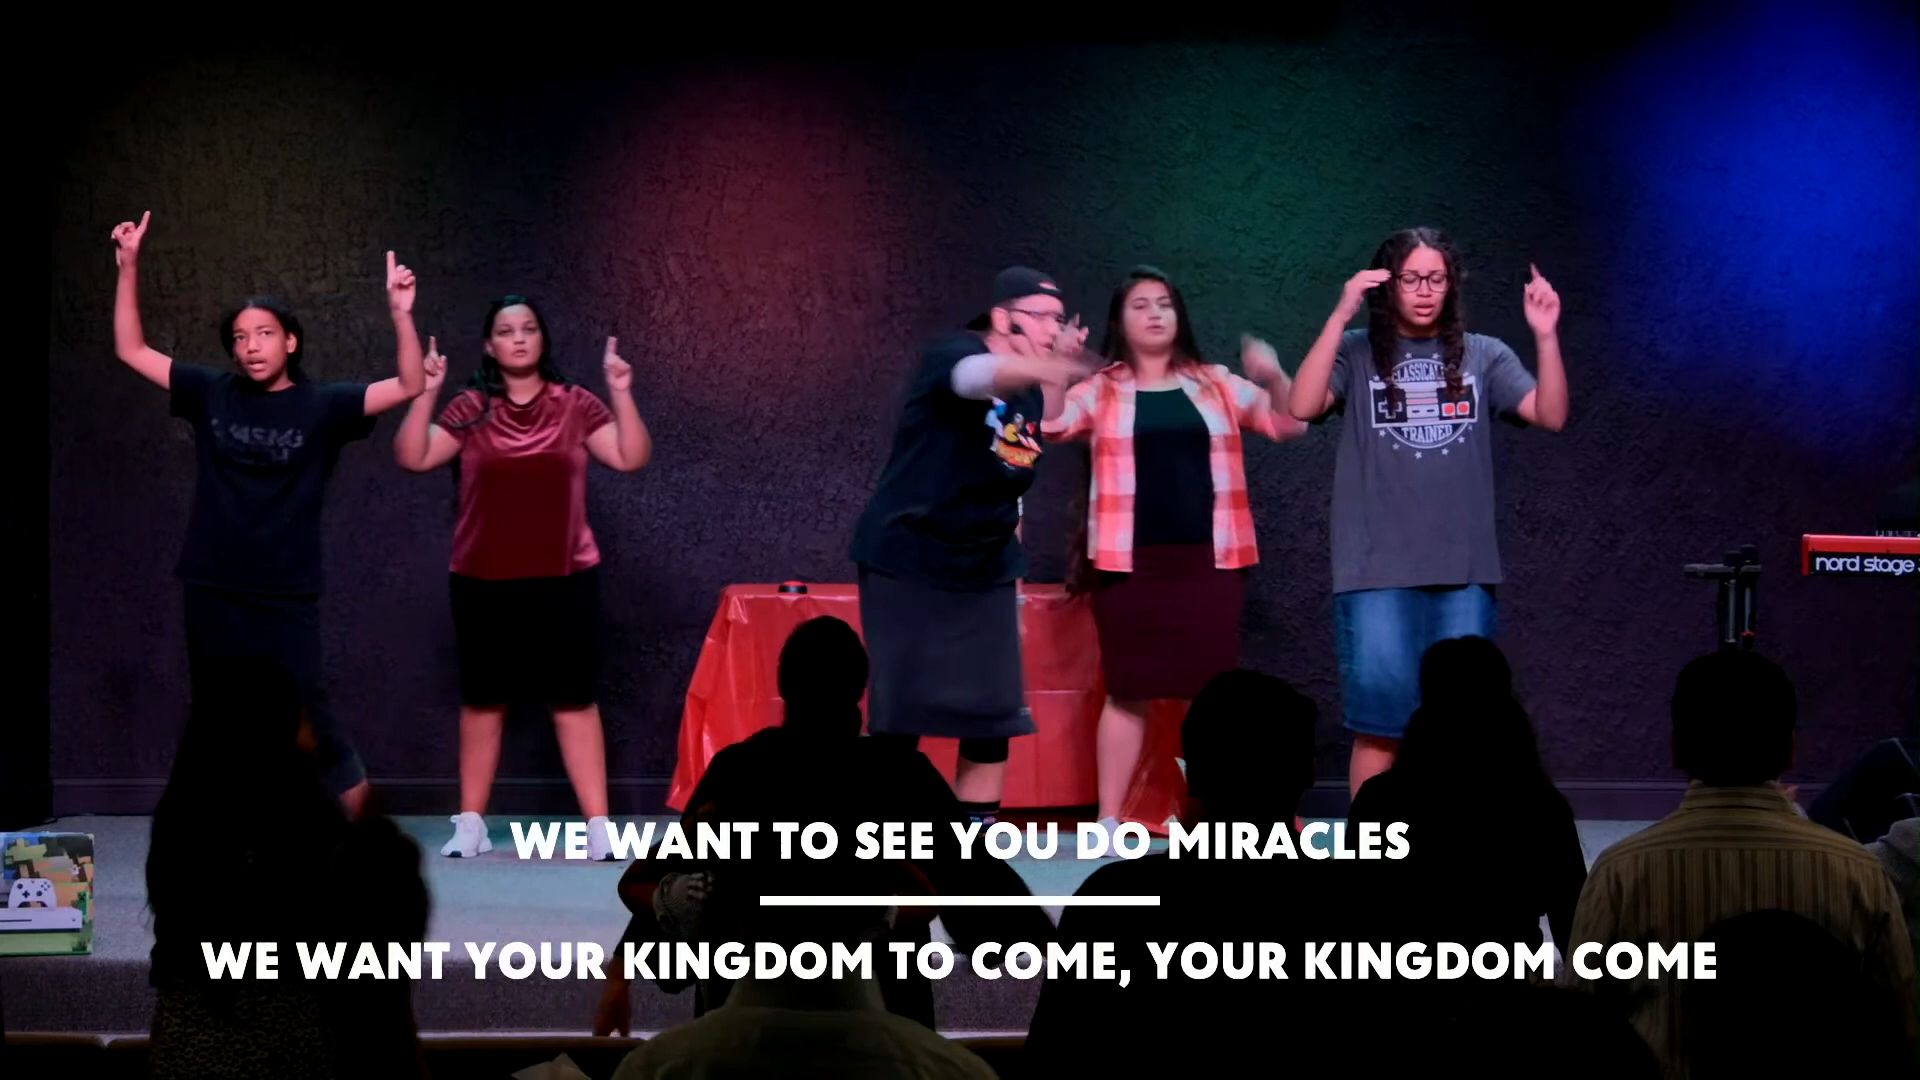 CLASSICALLY
TRAINED
nord stage 3
WE WANT TO SEE YOU DO MIRACLES
WE WANT YOUR KINGDOM TO COME, YOUR KINGDOM COME